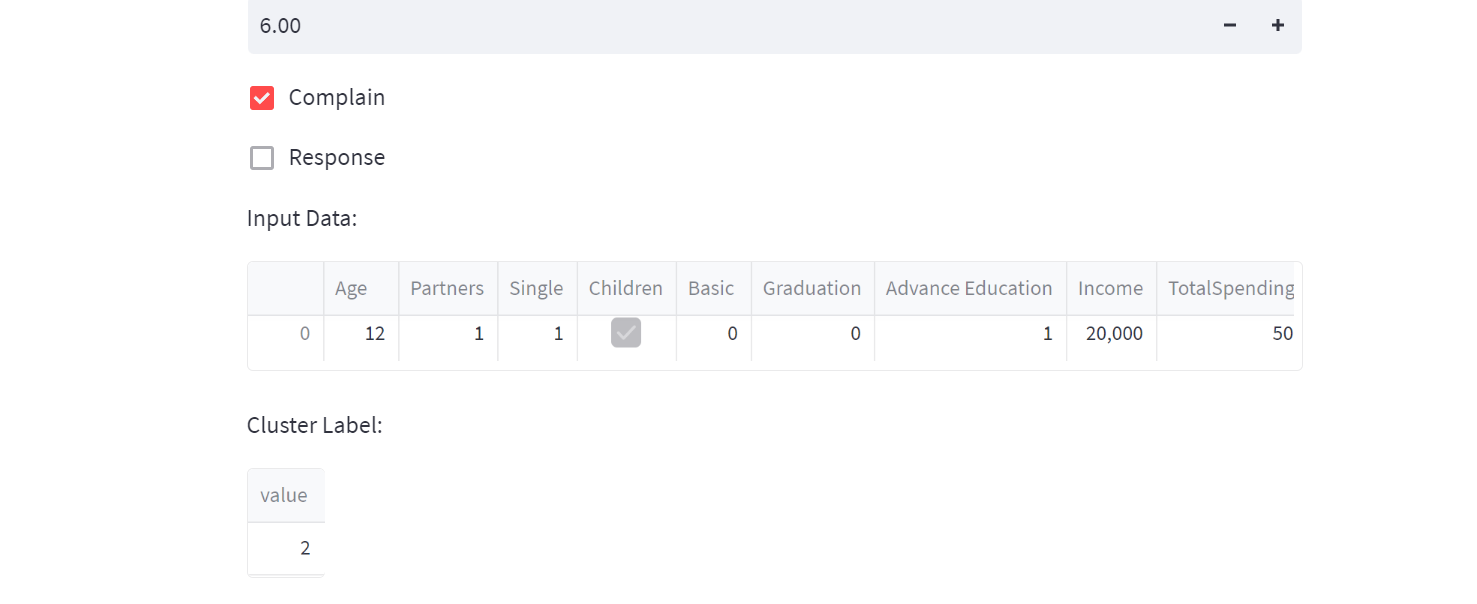 6.00
Complain
Response
Input Data:
Age Partners Single Children Basic Graduation Advance Education Income TotalSpending
0 12 1 1 0 0 1 20,000 50
Cluster Label:
value
2